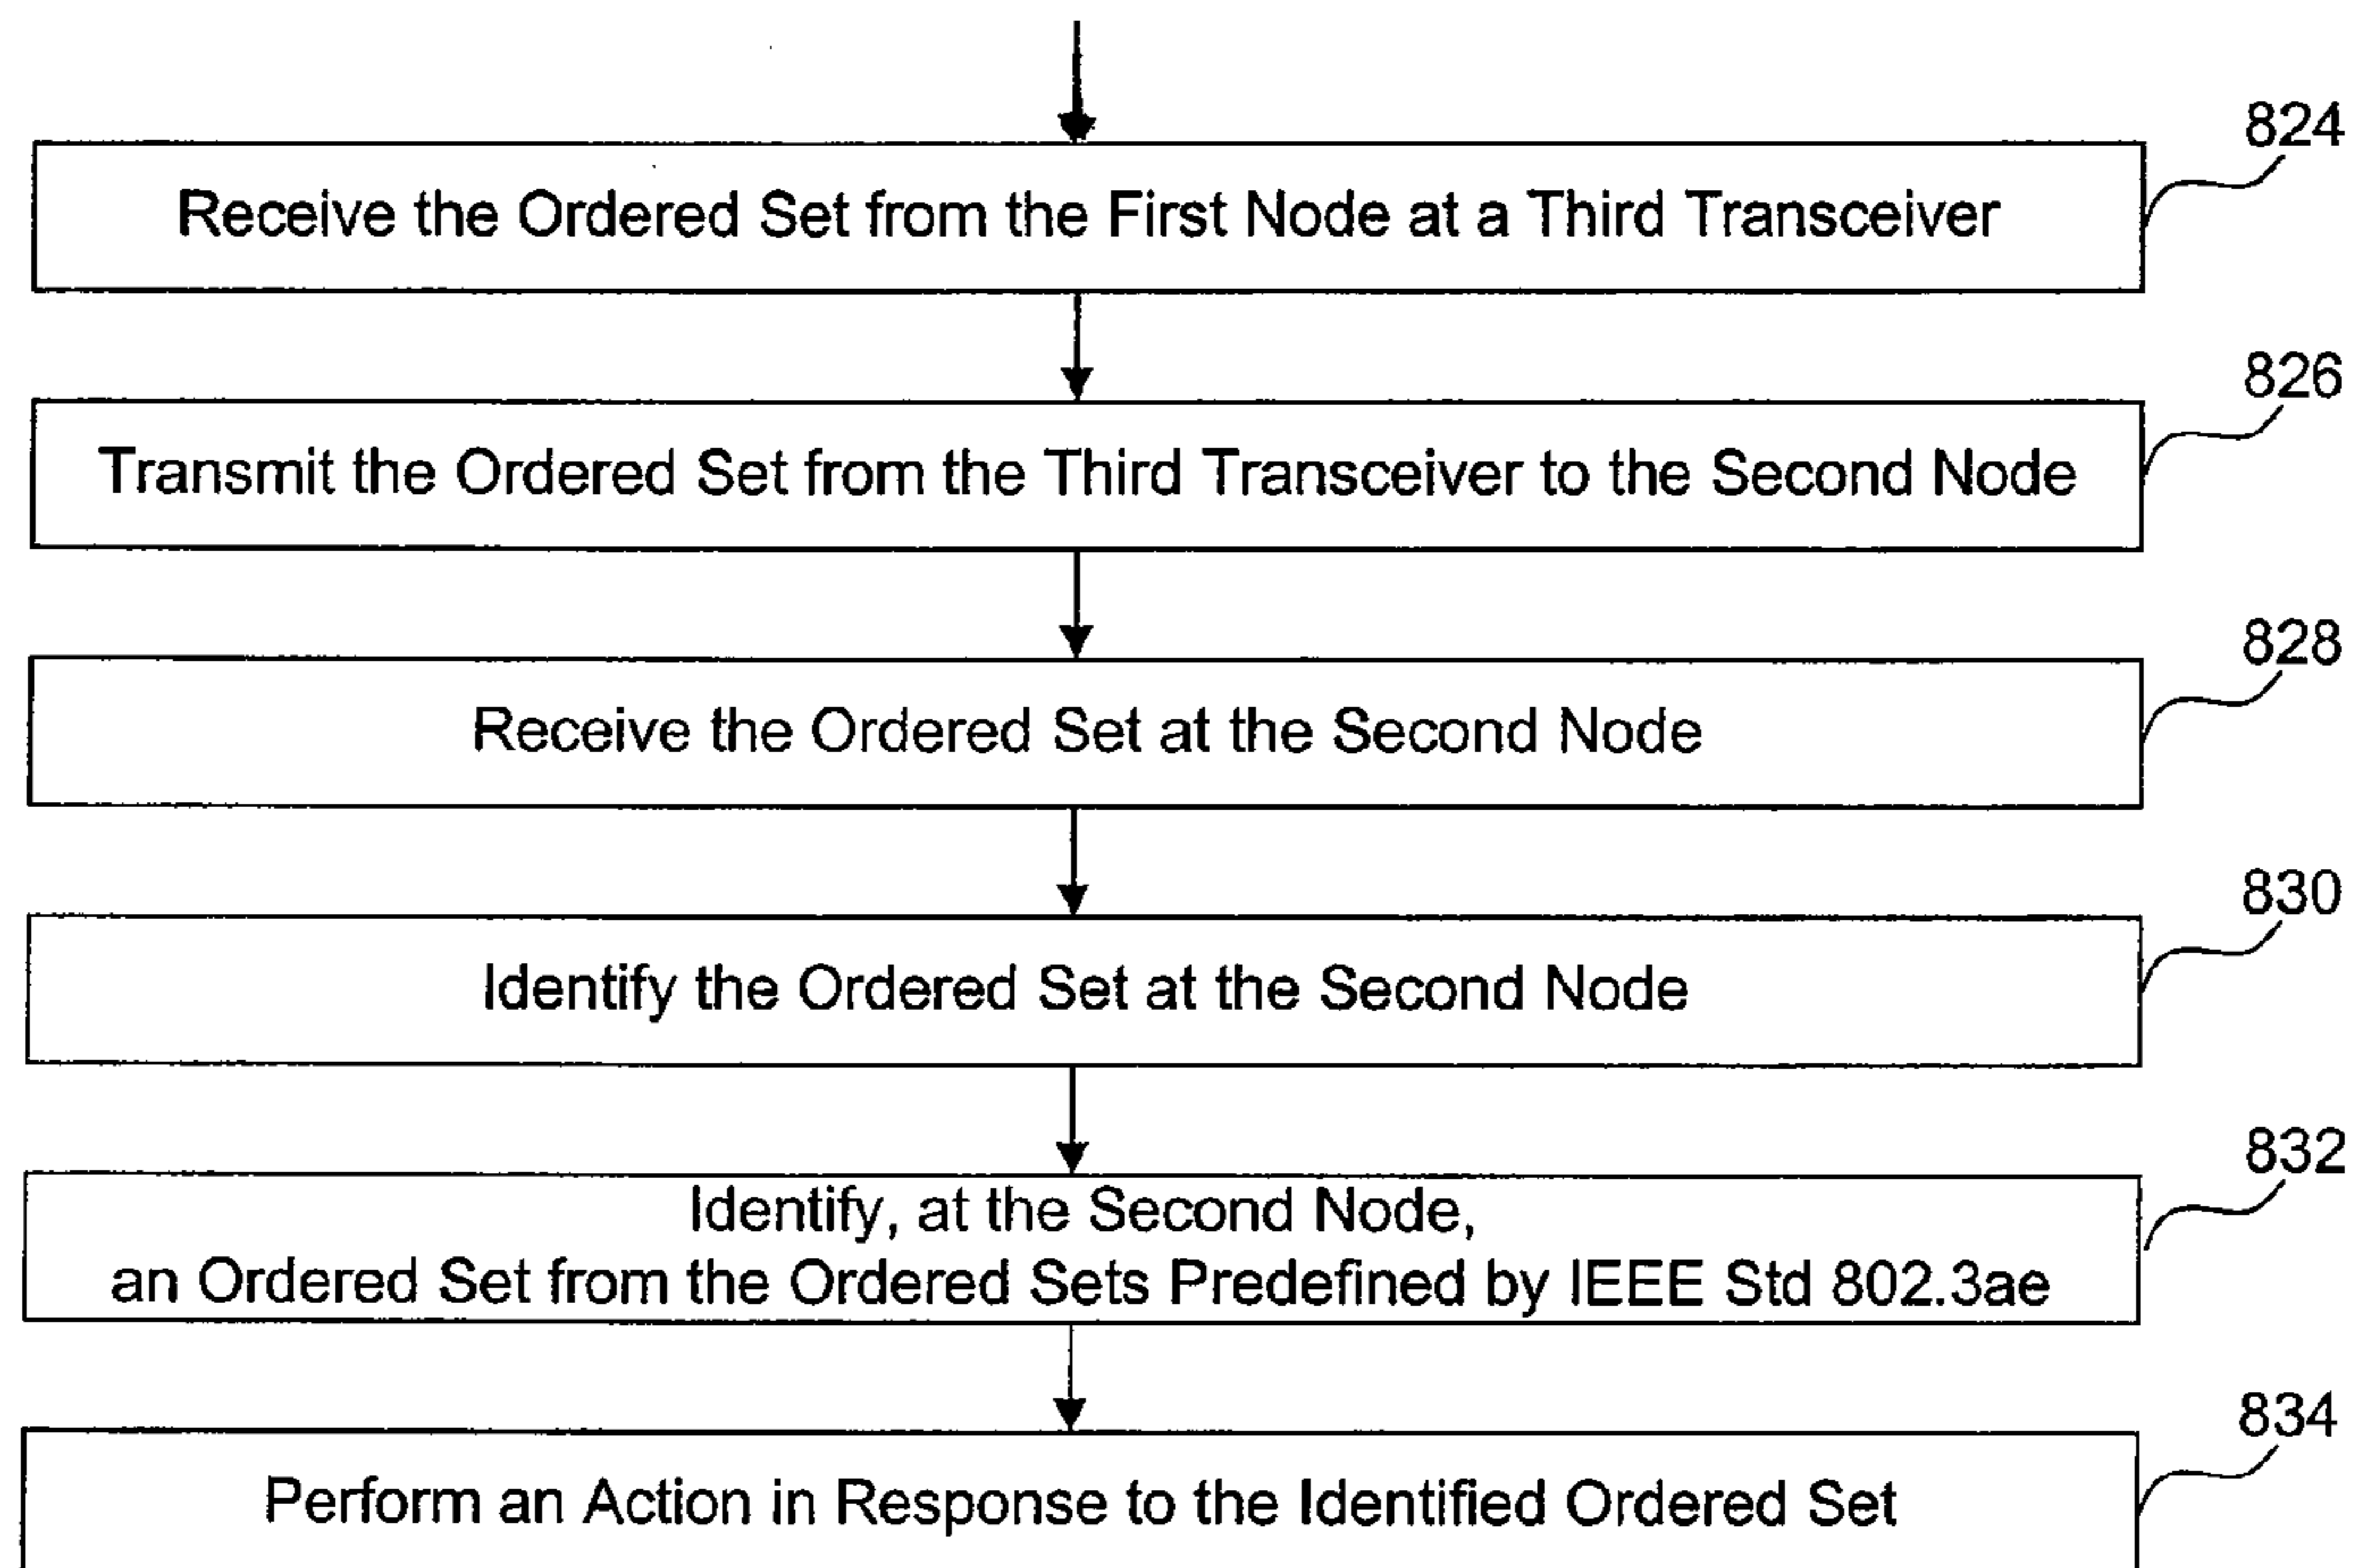 824
Receive the Ordered Set from the First Node at a Third Transceiver
826
Transmit the Ordered Set from the Third Transceiver to the Second Node
828
Receive the Ordered Set at the Second Node
830
Identify the Ordered Set at the Second Node
832
Identify, at the Second Node,
an Ordered Set from the Ordered Sets Predefined by IEEE Std 802.3ae
834
Perform an Action in Response to the Identified Ordered Set